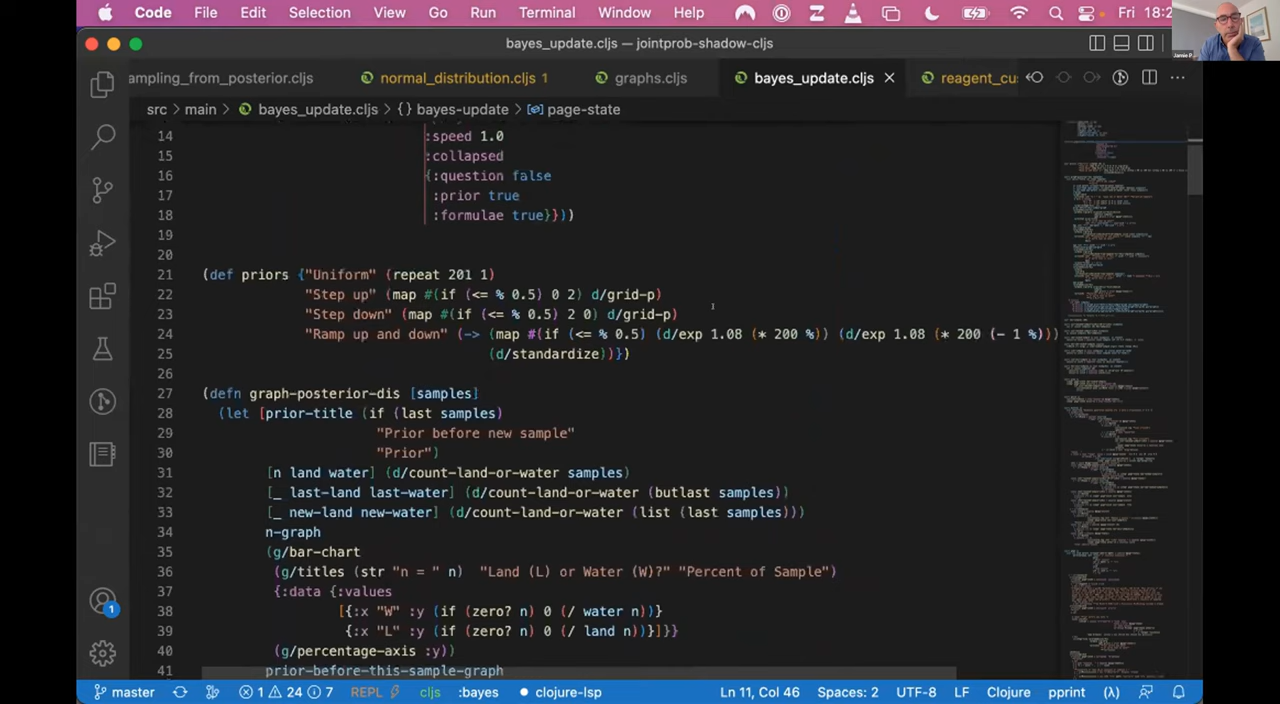 Code File Edit Selection View Go Run Terminal Window Help Fri 18:2
bayes_update.cljs — jointprob-shadow-cljs
ampling_from_posterior.cljs normal_distribution.cljs 1 graphs.cljs bayes_update.cljs reagent_cu
src > main > bayes_update.cljs > {} bayes-update > page-state
14 :speed 1.0
15 :collapsed
16 {:question false
17 :prior true
18 :formulae true}}))
19
20
21 (def priors {"Uniform" (repeat 201 1)
22 "Step up" (map #(if (<= % 0.5) 0 2) d/grid-p)
23 "Step down" (map #(if (<= % 0.5) 2 0) d/grid-p)
24 "Ramp up, down" (->> (map #(if (<= % 0.5) (d/exp 1.08 (* 200 %)) (d/exp 1.08 (* 200 (- 1 %)))
25 (d/standardize))})
26
27 (defn graph-posterior-dis [samples]
28 (let [prior-title (if (last samples)
29 "Prior before new sample"
30 "Prior")
31 [n land water] (d/count-land-or-water samples)
32 [_ last-land last-water] (d/count-land-or-water (butlast samples))
33 [_ new-land new-water] (d/count-land-or-water (list (last samples)))
34 n-graph
35 (g/bar-chart
36 (g/titles (str "n = " n) "Land (L) or Water (W)?" "Percent of Sample")
37 {:data {:values
38 [{:x "W" :y (if (zero? n) 0 (/ water n))}
39 {:x "L" :y (if (zero? n) 0 (/ land n))}]}}
40 (g/percentage-axis :y))
41 prior-before-the-sample-graph
1
master 1 24 7 REPL cljs :bayes clojure-lsp Ln 11, Col 46 Spaces: 2 UTF-8 LF Clojure pprint (λ)